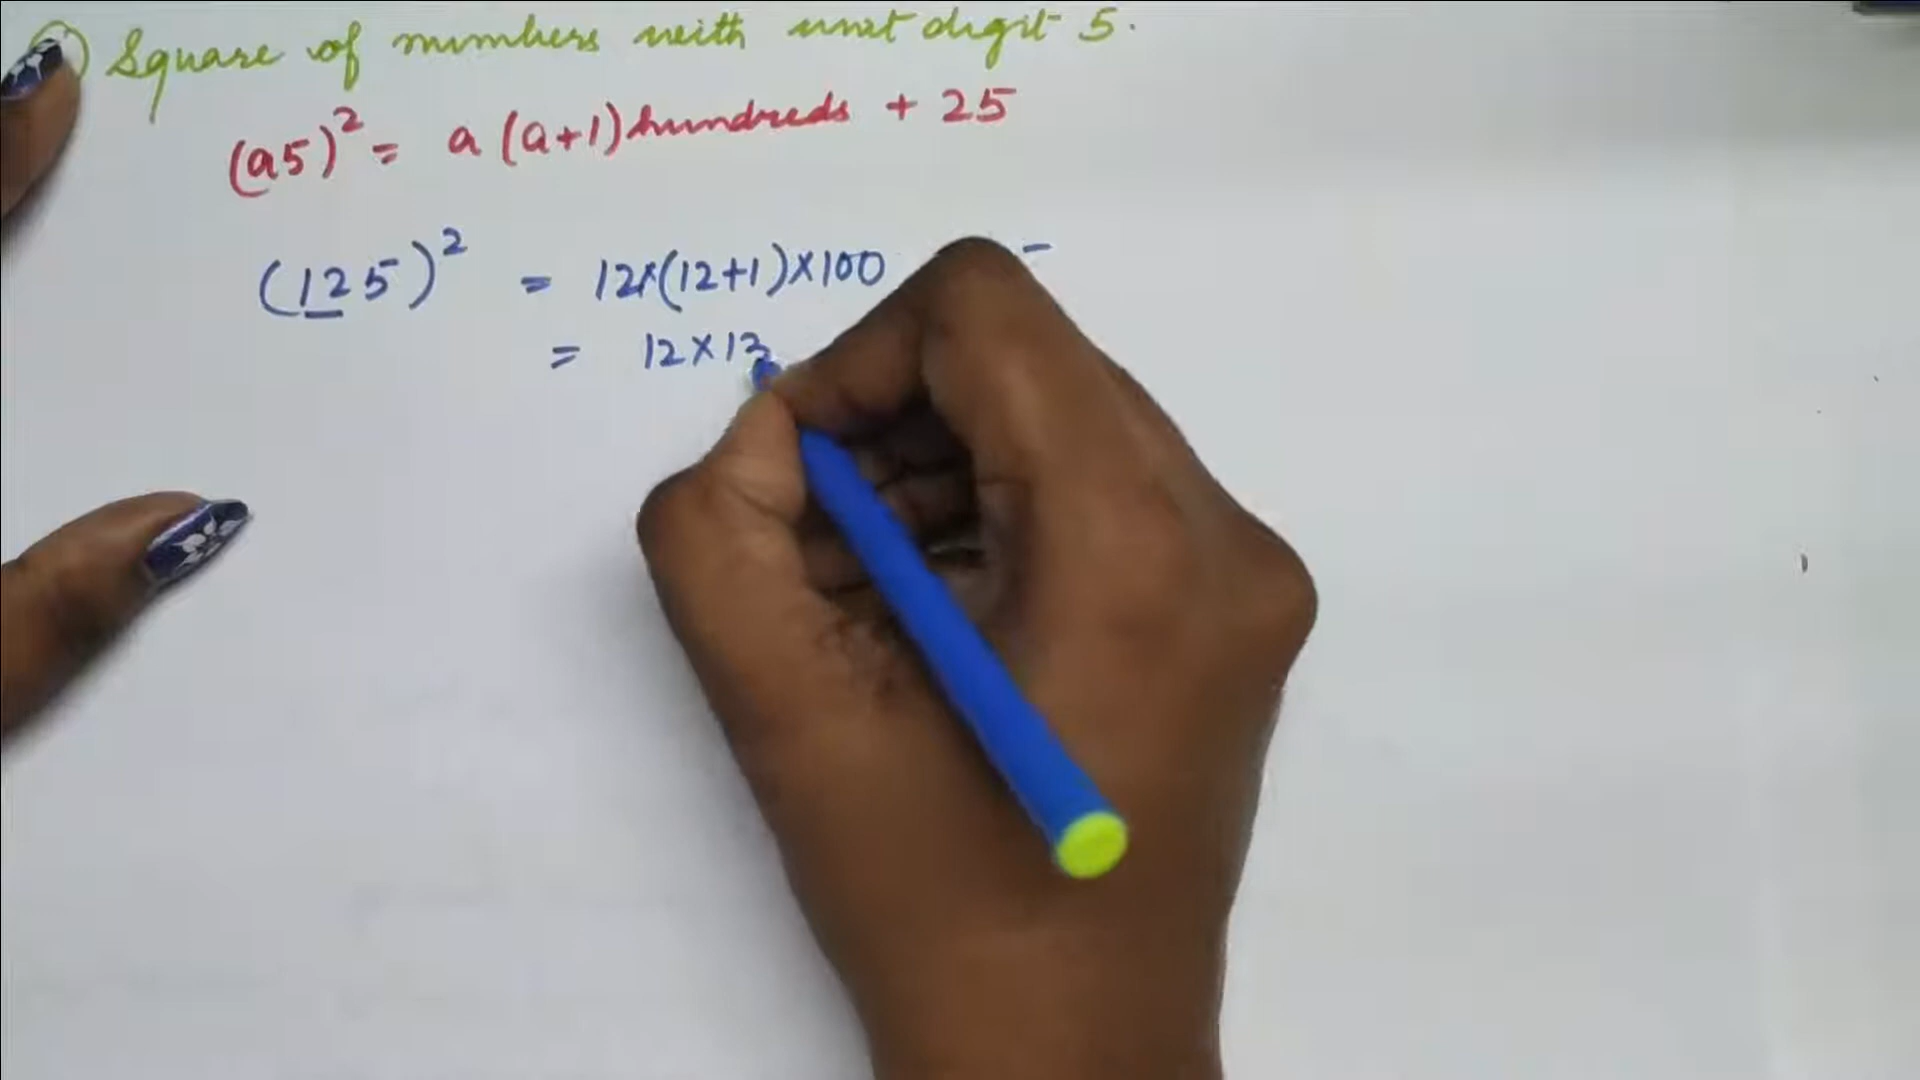 Square of numbers with unit digit 5.
(a5)² = a (a+1) hundreds + 25
(125)² = 12×(12+1)×100
= 12×13